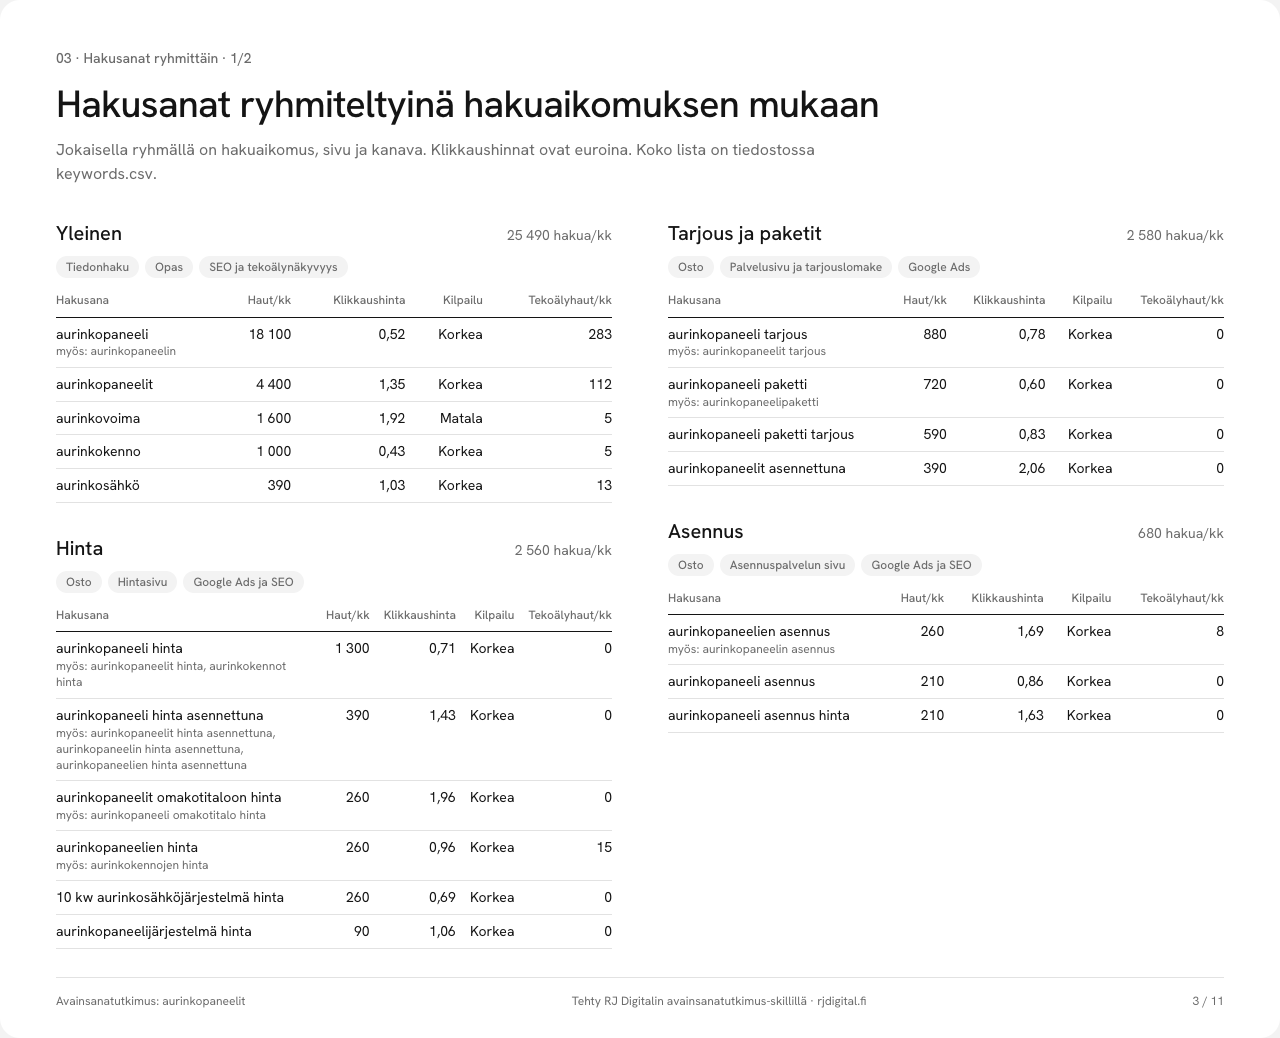 03 · Hakusanat ryhmittäin · 1/2
Hakusanat ryhmiteltyinä hakuaikomuksen mukaan
Jokaisella ryhmällä on hakuaikomus, sivu ja kanava. Klikkaushinnat ovat euroina. Koko lista on tiedostossa
keywords.csv.
Yleinen 25 490 hakua/kk
Tiedonhaku Opas SEO ja tekoälynäkyvyys
Hakusana Haut/kk Klikkaushinta Kilpailu Tekoälyhaut/kk
aurinkopaneeli 18 100 0,52 Korkea 283
myös: aurinkopaneelin
aurinkopaneelit 4 400 1,35 Korkea 112
aurinkovoima 1 600 1,92 Matala 5
aurinkokenno 1 000 0,43 Korkea 5
aurinkosähkö 390 1,03 Korkea 13
Hinta 2 560 hakua/kk
Osto Hintasivu Google Ads ja SEO
Hakusana Haut/kk Klikkaushinta Kilpailu Tekoälyhaut/kk
aurinkopaneeli hinta 1 300 0,71 Korkea 0
myös: aurinkopaneelit hinta, aurinkokennot
hinta
aurinkopaneeli hinta asennettuna 390 1,43 Korkea 0
myös: aurinkopaneelit hinta asennettuna,
aurinkopaneelin hinta asennettuna,
aurinkopaneelien hinta asennettuna
aurinkopaneelit omakotitaloon hinta 260 1,96 Korkea 0
myös: aurinkopaneeli omakotitalo hinta
aurinkopaneelien hinta 260 0,96 Korkea 15
myös: aurinkokennojen hinta
10 kw aurinkosähköjärjestelmä hinta 260 0,69 Korkea 0
aurinkopaneelijärjestelmä hinta 90 1,06 Korkea 0
Tarjous ja paketit 2 580 hakua/kk
Osto Palvelusivu ja tarjouslomake Google Ads
Hakusana Haut/kk Klikkaushinta Kilpailu Tekoälyhaut/kk
aurinkopaneeli tarjous 880 0,78 Korkea 0
myös: aurinkopaneelit tarjous
aurinkopaneeli paketti 720 0,60 Korkea 0
myös: aurinkopaneelipaketti
aurinkopaneeli paketti tarjous 590 0,83 Korkea 0
aurinkopaneelit asennettuna 390 2,06 Korkea 0
Asennus 680 hakua/kk
Osto Asennuspalvelun sivu Google Ads ja SEO
Hakusana Haut/kk Klikkaushinta Kilpailu Tekoälyhaut/kk
aurinkopaneelien asennus 260 1,69 Korkea 8
myös: aurinkopaneelin asennus
aurinkopaneeli asennus 210 0,86 Korkea 0
aurinkopaneeli asennus hinta 210 1,63 Korkea 0
Avainsanatutkimus: aurinkopaneelit Tehty RJ Digitalin avainsanatutkimus-skillillä · rjdigital.fi 3 / 11